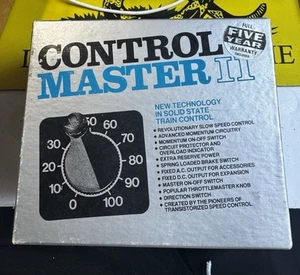 CONTROL
MASTER II
FULL
FIVE
YEAR
WARRANTY
NEW TECHNOLOGY
IN SOLID STATE
TRAIN CONTROL
• REVOLUTIONARY SLOW SPEED CONTROL
• ADVANCED MOMENTUM CIRCUITRY
• MOMENTUM ON-OFF SWITCH
• CIRCUIT PROTECTOR AND
OVERLOAD INDICATOR
• EXTRA RESERVE POWER
• SPRING LOADED BRAKE SWITCH
• FIXED A.C. OUTPUT FOR ACCESSORIES
• FIXED D.C. OUTPUT FOR EXPANSION
• MASTER ON-OFF SWITCH
• POPULAR THROTTLEMASTER KNOB
• DIRECTION SWITCH
• CREATED BY THE PIONEERS OF
TRANSISTORIZED SPEED CONTROL
50 60
40 70
30 80
20 90
10
0 100